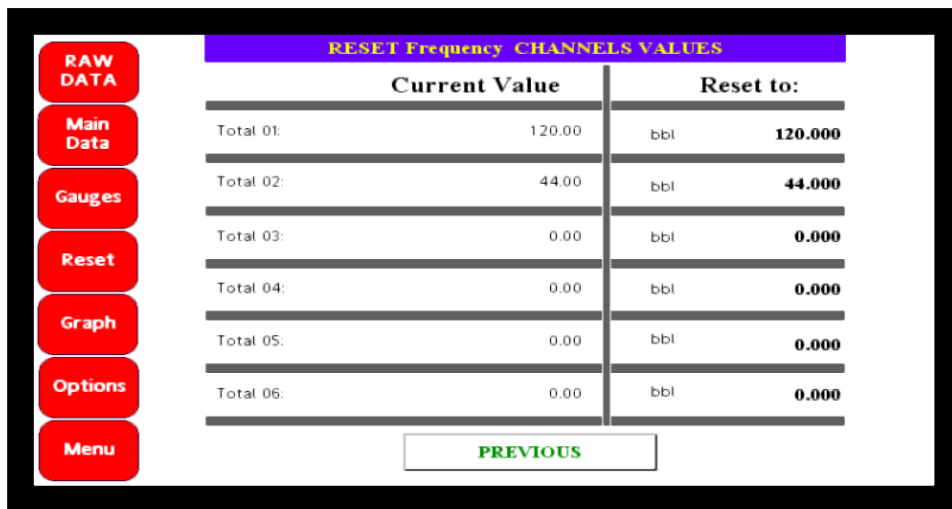 RAW
DATA
Main
Data
Gauges
Reset
Graph
Options
Menu
RESET Frequency CHANNELS VALUES
Current Value Reset to:
Total 01: 120.00 bbl 120.000
Total 02: 44.00 bbl 44.000
Total 03: 0.00 bbl 0.000
Total 04: 0.00 bbl 0.000
Total 05: 0.00 bbl 0.000
Total 06: 0.00 bbl 0.000
PREVIOUS